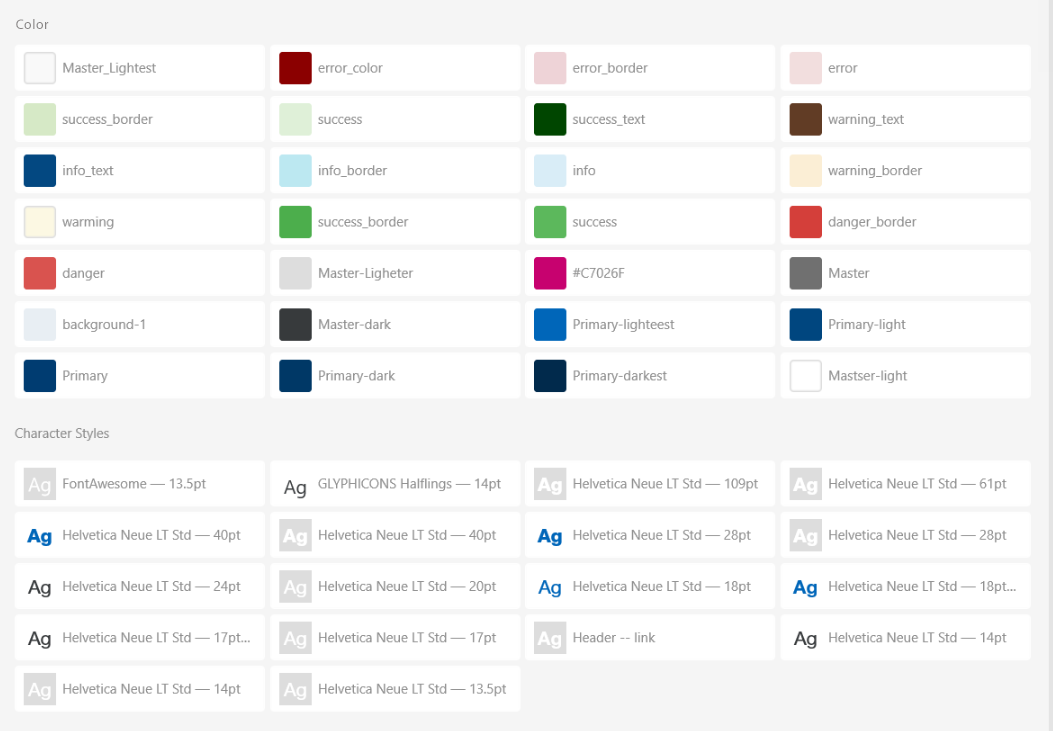 Color
Master_Lightest
error_color
error_border
error
success_border
success
success_text
warning_text
info_text
info_border
info
warning_border
warming
success_border
success
danger_border
danger
Master-Ligheter
#C7026F
Master
background-1
Master-dark
Primary-lighteest
Primary-light
Primary
Primary-dark
Primary-darkest
Mastser-light
Character Styles
Ag FontAwesome — 13.5pt
Ag GLYPHICONS Halflings — 14pt
Ag Helvetica Neue LT Std — 109pt
Ag Helvetica Neue LT Std — 61pt
Ag Helvetica Neue LT Std — 40pt
Ag Helvetica Neue LT Std — 40pt
Ag Helvetica Neue LT Std — 28pt
Ag Helvetica Neue LT Std — 28pt
Ag Helvetica Neue LT Std — 24pt
Ag Helvetica Neue LT Std — 20pt
Ag Helvetica Neue LT Std — 18pt
Ag Helvetica Neue LT Std — 18pt...
Ag Helvetica Neue LT Std — 17pt...
Ag Helvetica Neue LT Std — 17pt
Ag Header -- link
Ag Helvetica Neue LT Std — 14pt
Ag Helvetica Neue LT Std — 14pt
Ag Helvetica Neue LT Std — 13.5pt